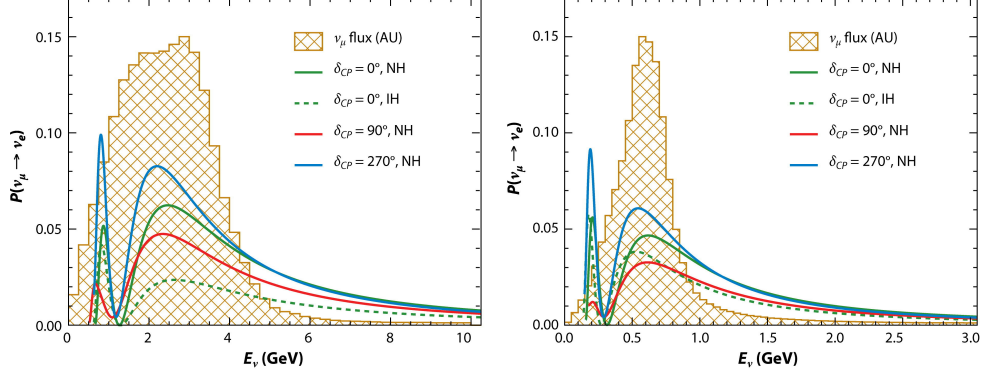 0.15
0.10
0.05
0.00
P(νμ → νe)
νμ flux (AU)
δCP = 0°, NH
δCP = 0°, IH
δCP = 90°, NH
δCP = 270°, NH
0 2 4 6 8 10
Eν (GeV)
0.15
0.10
0.05
0.00
P(νμ → νe)
νμ flux (AU)
δCP = 0°, NH
δCP = 0°, IH
δCP = 90°, NH
δCP = 270°, NH
0.0 0.5 1.0 1.5 2.0 2.5 3.0
Eν (GeV)